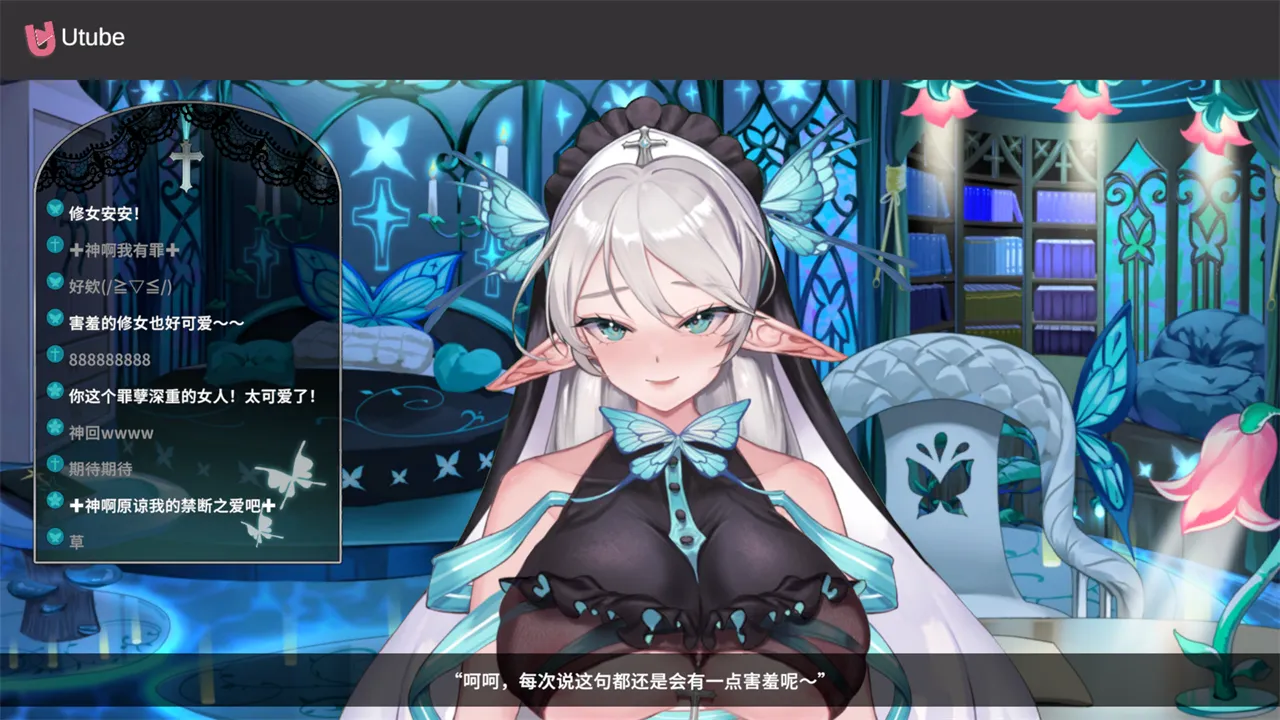 Utube
修女安安！
✚神啊我有罪✚
好欸(/≧▽≦/)
害羞的修女也好可爱～～
888888888
你这个罪孽深重的女人！太可爱了！
神回wwww
期待期待
✚神啊原谅我的禁断之爱吧✚
草
“呵呵，每次说这句都还是会有一点害羞呢～”